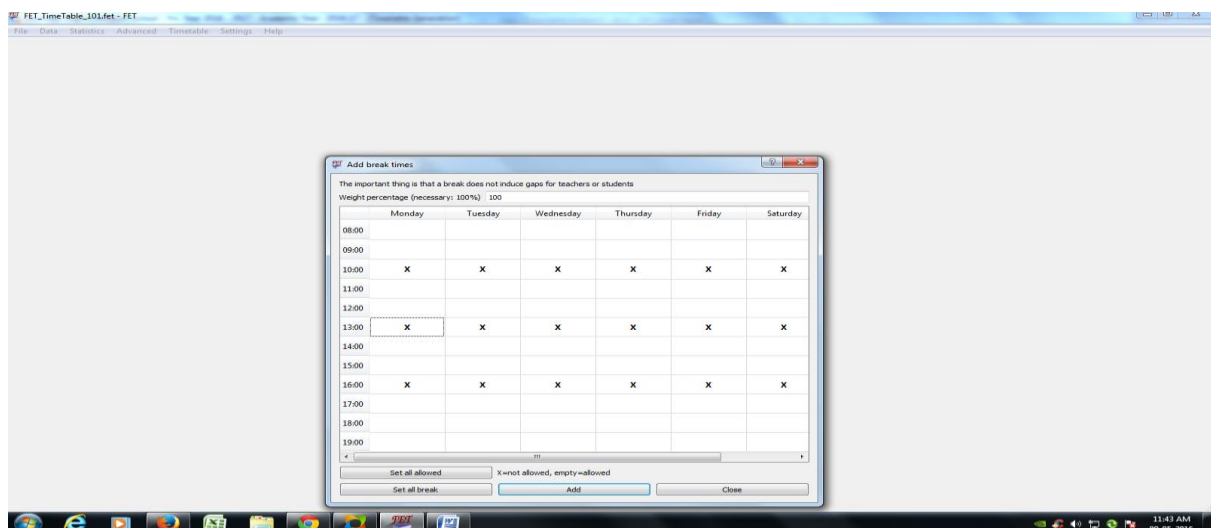 FET_TimeTable_101.fet - FET
File Data Statistics Advanced Timetable Settings Help
Add break times
The important thing is that a break does not induce gaps for teachers or students
Weight percentage (necessary: 100%) 100
Monday Tuesday Wednesday Thursday Friday Saturday
08:00
09:00
10:00 X X X X X X
11:00
12:00
13:00 X X X X X X
14:00
15:00
16:00 X X X X X X
17:00
18:00
19:00
Set all allowed X=not allowed, empty=allowed
Set all break Add Close
FET 11:43 AM